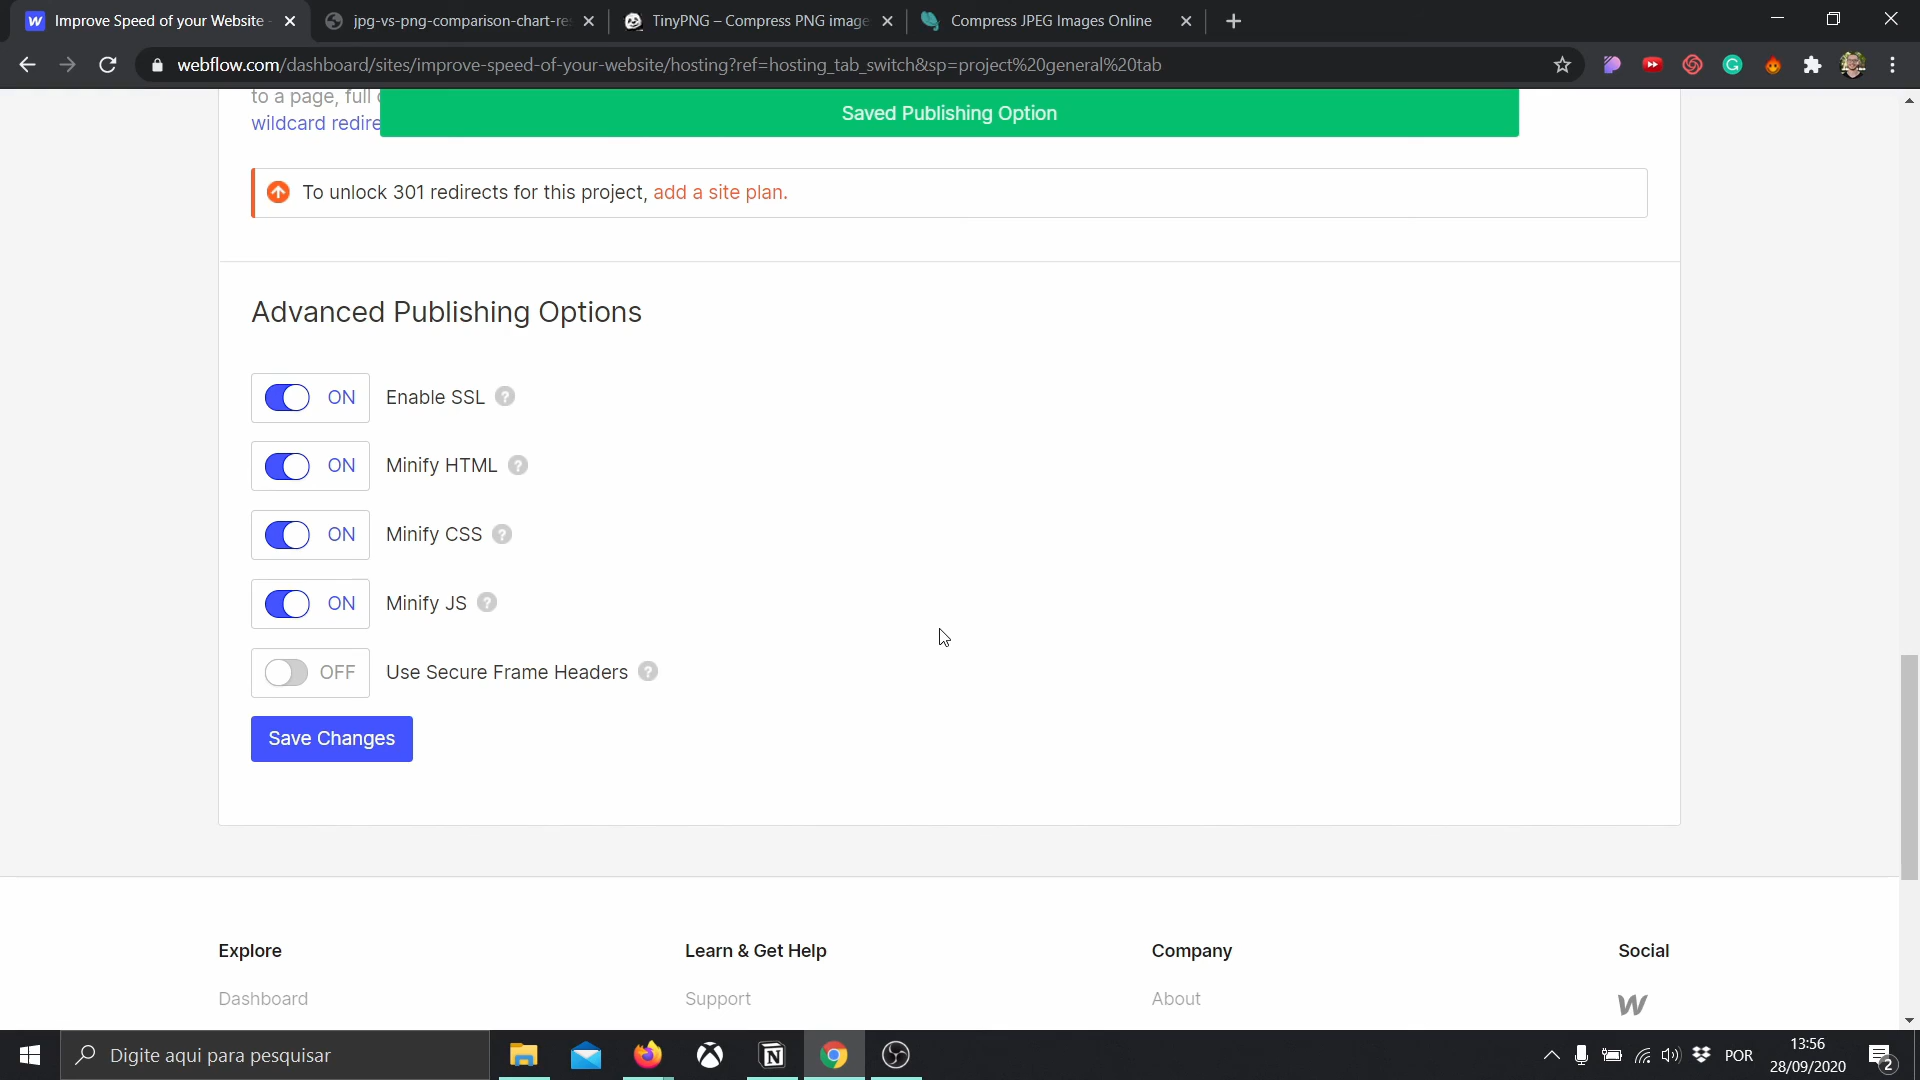 Improve Speed of your Website -
jpg-vs-png-comparison-chart-re
TinyPNG – Compress PNG image
Compress JPEG Images Online
webflow.com/dashboard/sites/improve-speed-of-your-website/hosting?ref=hosting_tab_switch&sp=project%20general%20tab
to a page, full
wildcard redire
Saved Publishing Option
To unlock 301 redirects for this project, add a site plan.
Advanced Publishing Options
ON Enable SSL ?
ON Minify HTML ?
ON Minify CSS ?
ON Minify JS ?
OFF Use Secure Frame Headers ?
Save Changes
Explore
Learn & Get Help
Company
Social
Dashboard
Support
About
Digite aqui para pesquisar
POR
13:56
28/09/2020
2